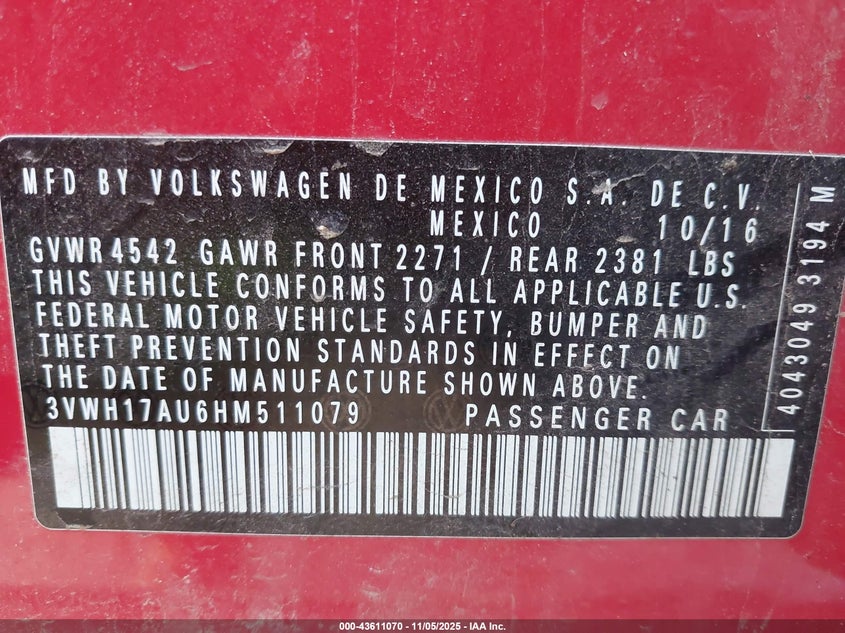 MFD BY VOLKSWAGEN DE MEXICO S.A. DE C.V.
MEXICO 10/16
GVWR 4542 GAWR FRONT 2271 / REAR 2381 LBS
THIS VEHICLE CONFORMS TO ALL APPLICABLE U.S.
FEDERAL MOTOR VEHICLE SAFETY, BUMPER AND
THEFT PREVENTION STANDARDS IN EFFECT ON
THE DATE OF MANUFACTURE SHOWN ABOVE.
3VWH17AU6HM511079 PASSENGER CAR
4043049 3194 M
000-43611070 - 11/05/2025 - IAA Inc.